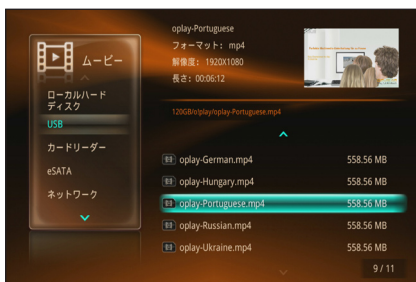 ムービー
ローカルハード
ディスク
USB
カードリーダー
eSATA
ネットワーク
oplay-Portuguese
フォーマット: mp4
解像度: 1920X1080
長さ: 00:06:12
120GB/o!play/oplay-Portuguese.mp4
oplay-German.mp4 558.56 MB
oplay-Hungary.mp4 558.56 MB
oplay-Portuguese.mp4 558.56 MB
oplay-Russian.mp4 558.56 MB
oplay-Ukraine.mp4 558.56 MB
9 / 11